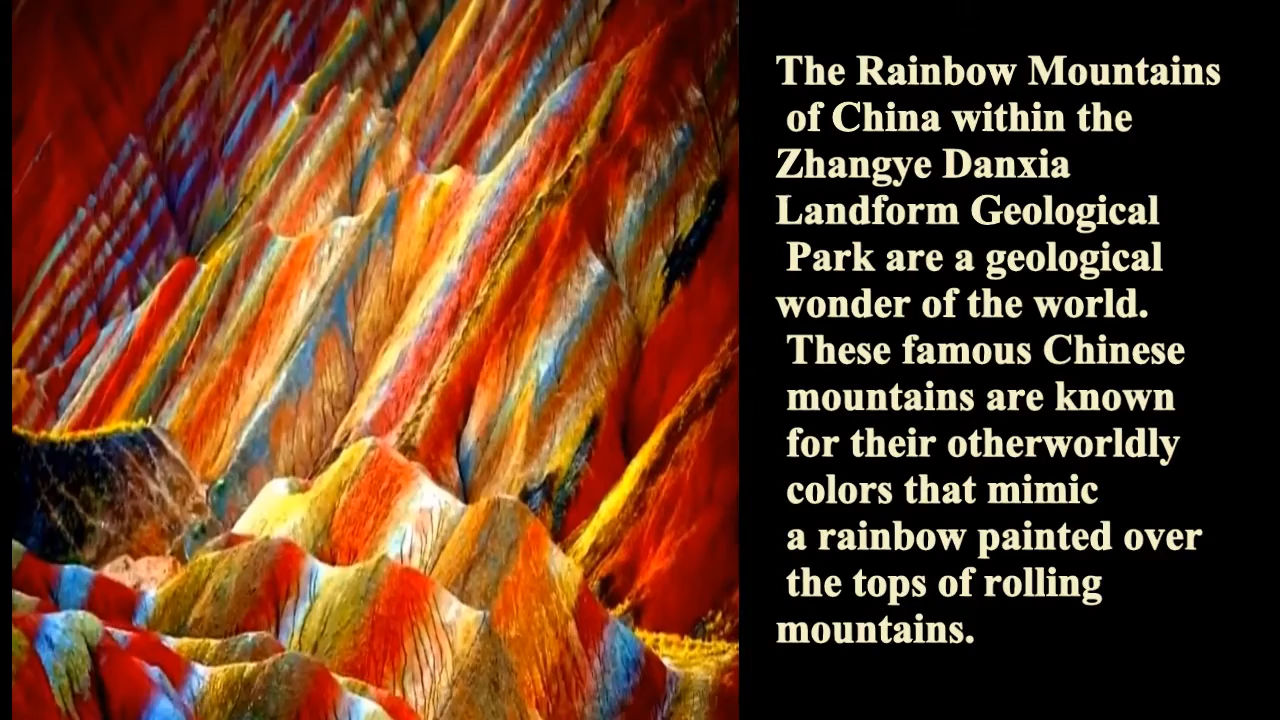 The Rainbow Mountains
of China within the
Zhangye Danxia
Landform Geological
Park are a geological
wonder of the world.
These famous Chinese
mountains are known
for their otherworldly
colors that mimic
a rainbow painted over
the tops of rolling
mountains.